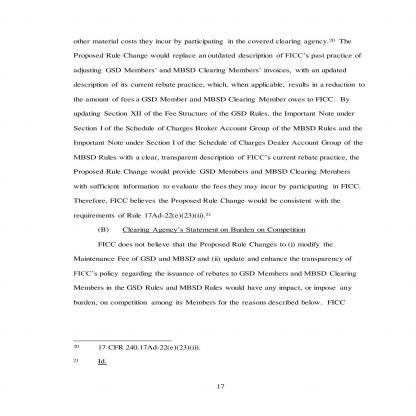 other material costs they incur by participating in the covered clearing agency.20 The
Proposed Rule Change would replace an outdated description of FICC's past practice of
adjusting GSD Members' and MBSD Clearing Members' invoices, with an updated
description of its current rebate practice, which, when applicable, results in a reduction to
the amount of fees a GSD Member and MBSD Clearing Member owes to FICC. By
updating Section XII of the Fee Structure of the GSD Rules, the Important Note under
Section I of the Schedule of Charges Broker Account Group of the MBSD Rules and the
Important Note under Section I of the Schedule of Charges Dealer Account Group of the
MBSD Rules with a clear, transparent description of FICC's current rebate practice, the
Proposed Rule Change would provide GSD Members and MBSD Clearing Members
with sufficient information to evaluate the fees they may incur by participating in FICC.
Therefore, FICC believes the Proposed Rule Change would be consistent with the
requirements of Rule 17Ad-22(e)(23)(ii).21
(B) Clearing Agency's Statement on Burden on Competition
FICC does not believe that the Proposed Rule Changes to (i) modify the
Maintenance Fee of GSD and MBSD and (ii) update and enhance the transparency of
FICC's policy regarding the issuance of rebates to GSD Members and MBSD Clearing
Members in the GSD Rules and MBSD Rules would have any impact, or impose any
burden, on competition among its Members for the reasons described below. FICC
20 17 CFR 240.17Ad-22(e)(23)(ii).
21 Id.
17